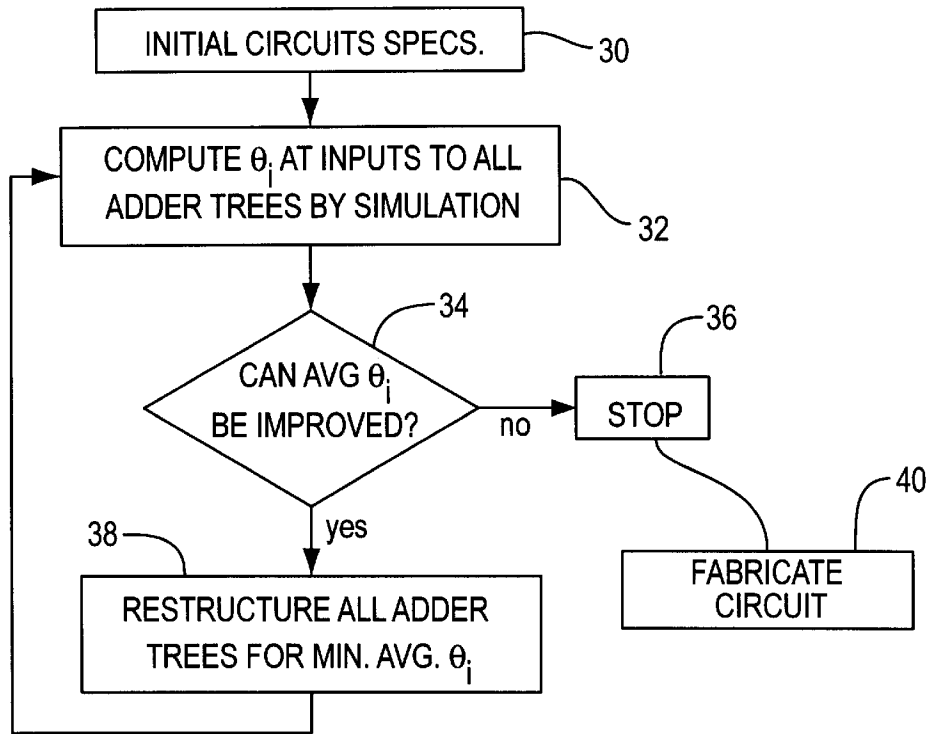 INITIAL CIRCUITS SPECS.
30
COMPUTE θi AT INPUTS TO ALL
ADDER TREES BY SIMULATION
32
34
CAN AVG θi
BE IMPROVED?
no
36
STOP
yes
40
FABRICATE
CIRCUIT
38
RESTRUCTURE ALL ADDER
TREES FOR MIN. AVG. θi